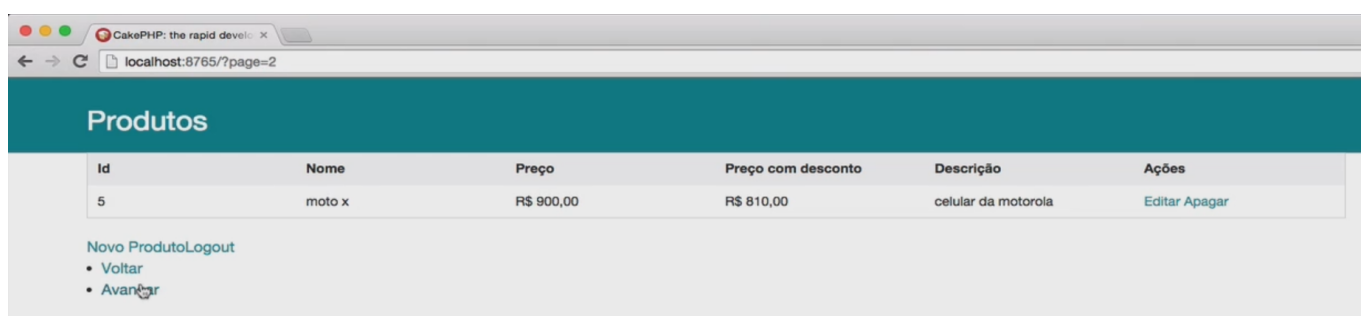 CakePHP: the rapid develo
localhost:8765/?page=2
Produtos
Id Nome Preço Preço com desconto Descrição Ações
5 moto x R$ 900,00 R$ 810,00 celular da motorola Editar Apagar
Novo ProdutoLogout
Voltar
Avançar